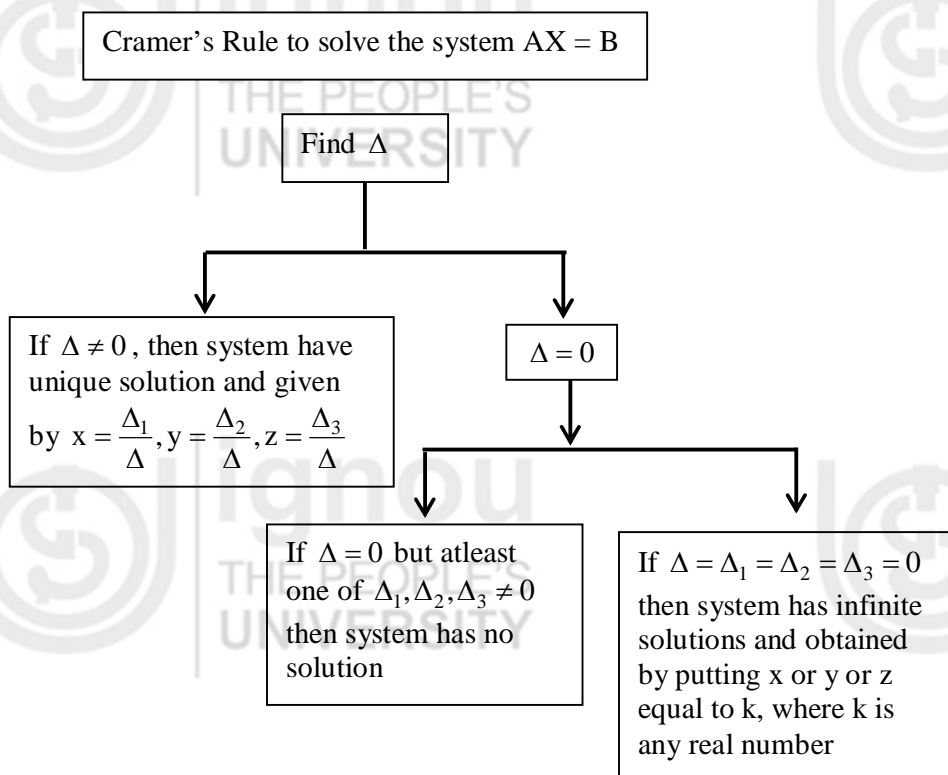 Cramer's Rule to solve the system AX = B
THE PEOPLE'S
UNIVERSITY
Find Δ
If Δ ≠ 0 , then system have
unique solution and given
by x = Δ₁/Δ, y = Δ₂/Δ, z = Δ₃/Δ
Δ = 0
ignou
THE PEOPLE'S
UNIVERSITY
If Δ = 0 but atleast
one of Δ₁, Δ₂, Δ₃ ≠ 0
then system has no
solution
If Δ = Δ₁ = Δ₂ = Δ₃ = 0
then system has infinite
solutions and obtained
by putting x or y or z
equal to k, where k is
any real number